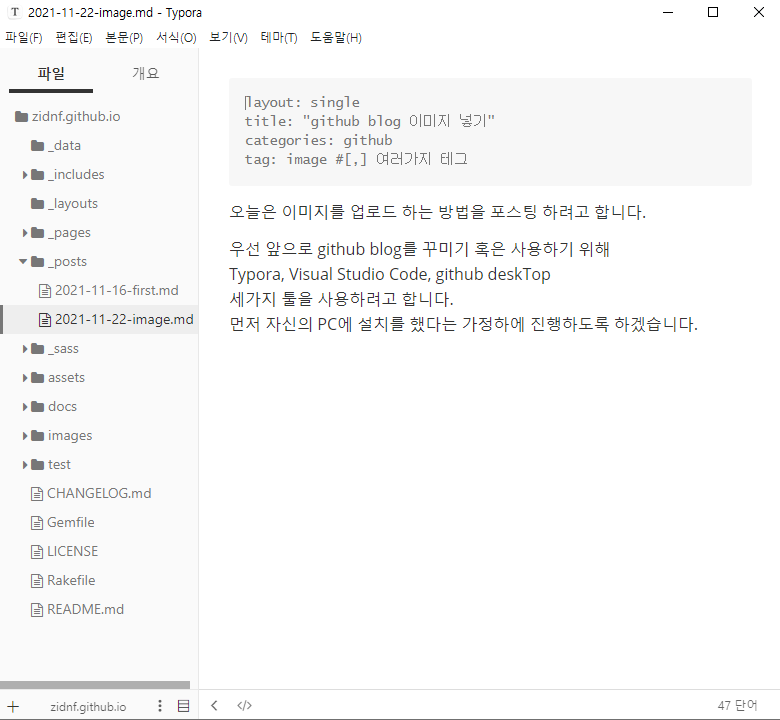 2021-11-22-image.md - Typora
파일(F) 편집(E) 본문(P) 서식(O) 보기(V) 테마(T) 도움말(H)
파일 개요
zidnf.github.io
_data
_includes
_layouts
_pages
_posts
2021-11-16-first.md
2021-11-22-image.md
_sass
assets
docs
images
test
CHANGELOG.md
Gemfile
LICENSE
Rakefile
README.md
zidnf.github.io
layout: single
title: "github blog 이미지 넣기"
categories: github
tag: image #[,] 여러가지 테그
오늘은 이미지를 업로드 하는 방법을 포스팅 하려고 합니다.
우선 앞으로 github blog를 꾸미기 혹은 사용하기 위해
Typora, Visual Studio Code, github deskTop
세가지 툴을 사용하려고 합니다.
먼저 자신의 PC에 설치를 했다는 가정하에 진행하도록 하겠습니다.
47 단어